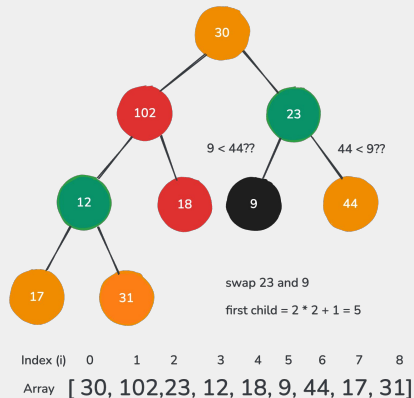 30
102
23
9 < 44??
44 < 9??
12
18
9
44
17
31
swap 23 and 9
first child = 2 * 2 + 1 = 5
Index (i) 0 1 2 3 4 5 6 7 8
Array [ 30, 102,23, 12, 18, 9, 44, 17, 31]